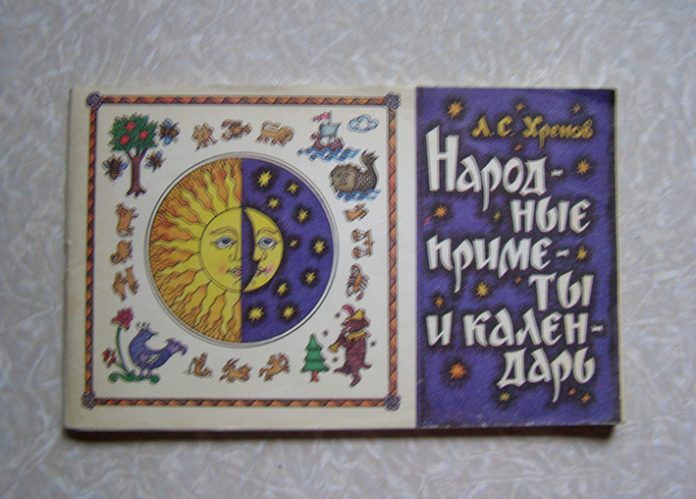 Л.С. Хренов
Народ-
ные
приме-
ты
и кален-
дарь